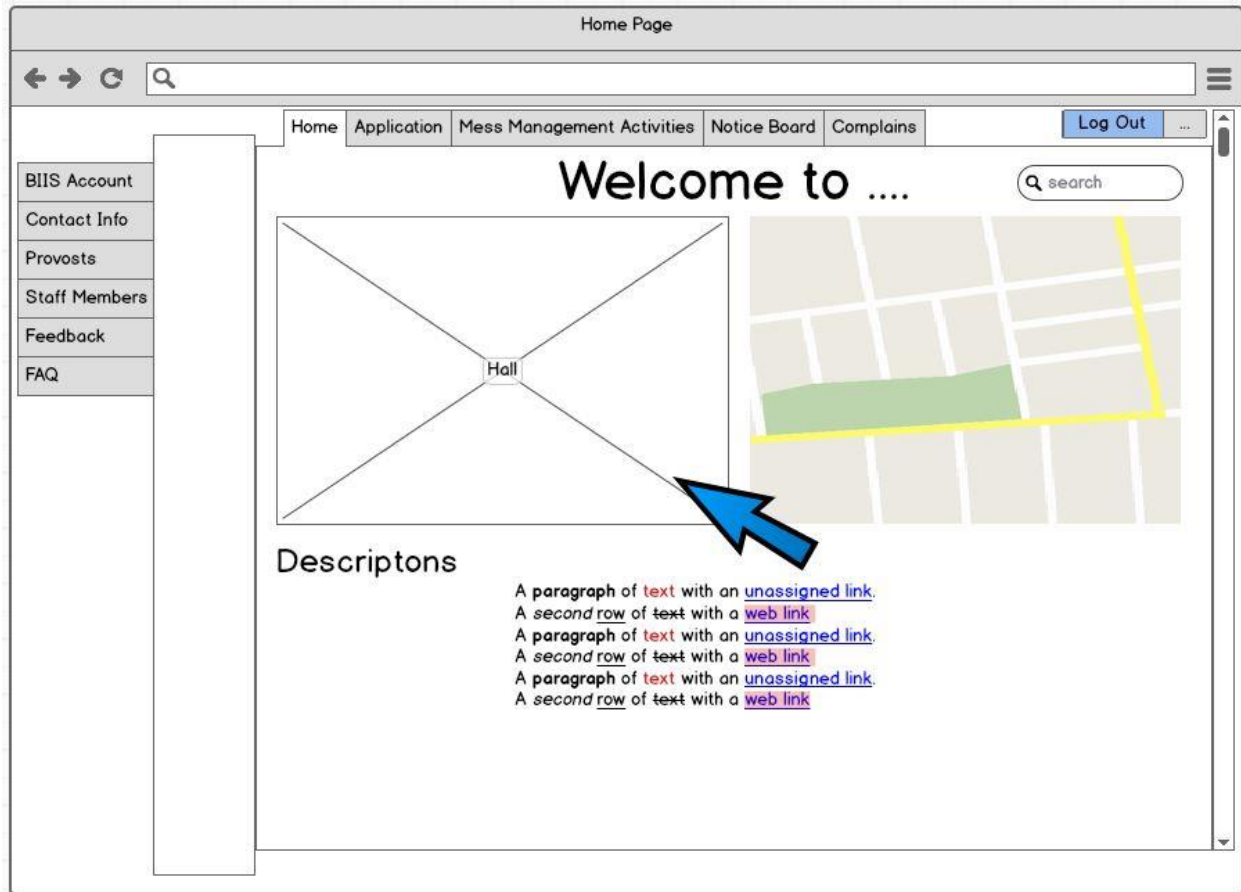 Home Page
Home Application Mess Management Activities Notice Board Complains Log Out ...
Welcome to ....
search
BIIS Account
Contact Info
Provosts
Staff Members
Feedback
FAQ
Hall
Descriptons
A paragraph of text with an unassigned link.
A second row of text with a web link
A paragraph of text with an unassigned link.
A second row of text with a web link
A paragraph of text with an unassigned link.
A second row of text with a web link